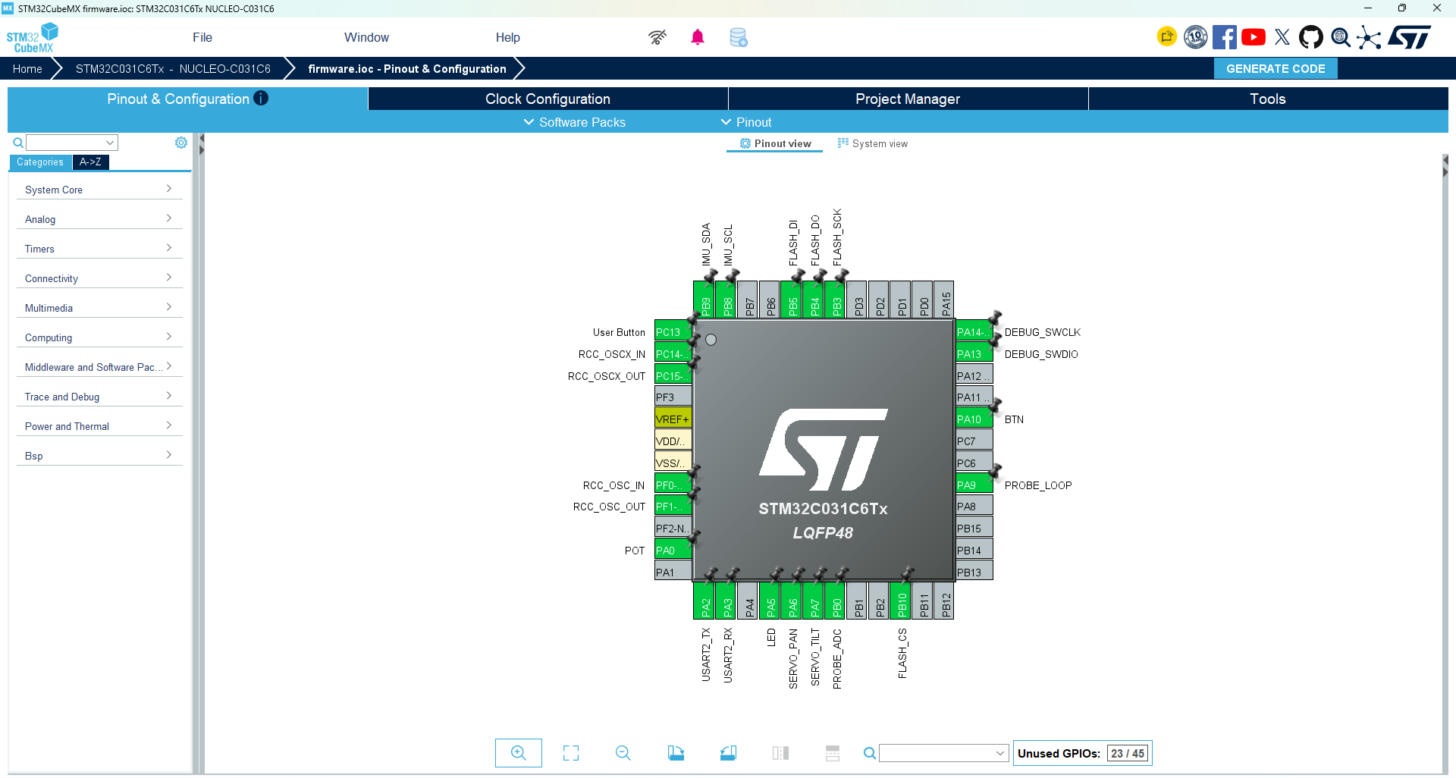 STM32CubeMX firmware.ioc: STM32C031C6Tx NUCLEO-C031C6
STM32
CubeMX
File
Window
Help
Home
STM32C031C6Tx - NUCLEO-C031C6
firmware.ioc - Pinout & Configuration
GENERATE CODE
Pinout & Configuration
Clock Configuration
Project Manager
Tools
Software Packs
Pinout
Pinout view
System view
Categories
A->Z
System Core
Analog
Timers
Connectivity
Multimedia
Computing
Middleware and Software Pac...
Trace and Debug
Power and Thermal
Bsp
IMU_SDA
IMU_SCL
FLASH_DI
FLASH_DO
FLASH_SCK
PB9
PB8
PB7
PB6
PB5
PB4
PB3
PD3
PD2
PD1
PD0
PA15
User Button
PC13
RCC_OSCX_IN
PC14-..
RCC_OSCX_OUT
PC15-..
PF3
VREF+
VDD/..
VSS/..
RCC_OSC_IN
PF0-..
RCC_OSC_OUT
PF1-..
PF2-N..
POT
PA0
PA1
ST
STM32C031C6Tx
LQFP48
PA14-..
DEBUG_SWCLK
PA13
DEBUG_SWDIO
PA12 ..
PA11 ..
PA10
BTN
PC7
PC6
PA9
PROBE_LOOP
PA8
PB15
PB14
PB13
PA2
PA3
PA4
PA5
PA6
PA7
PB0
PB1
PB2
PB10
PB11
PB12
USART2_TX
USART2_RX
LED
SERVO_PAN
SERVO_TILT
PROBE_ADC
FLASH_CS
Unused GPIOs: 23 / 45